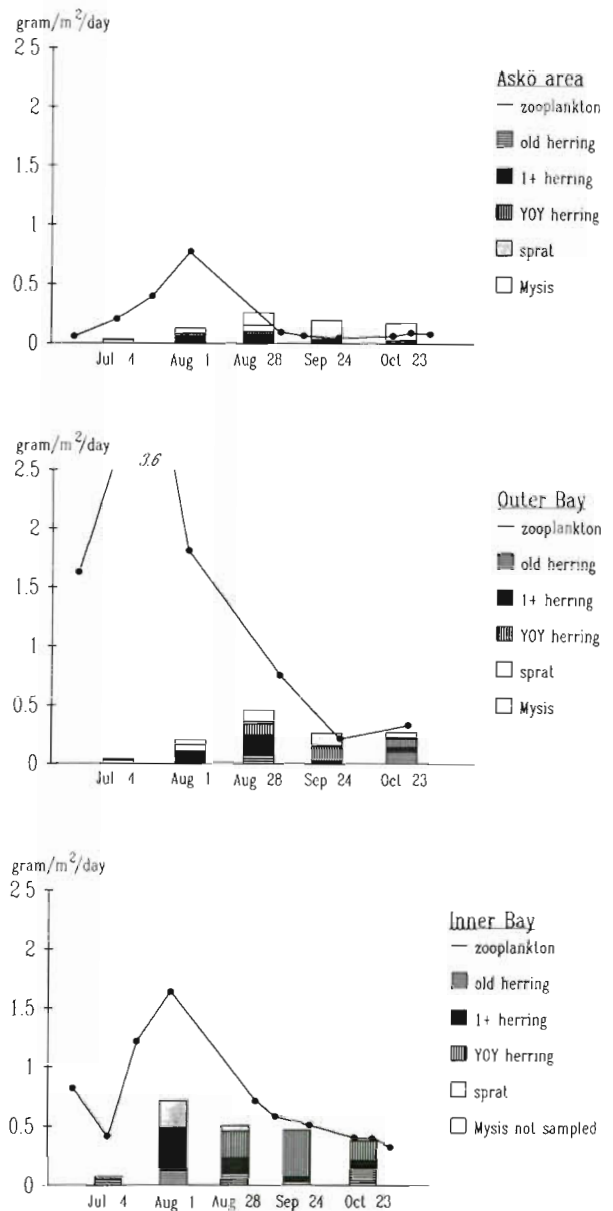 gram/m²/day
25
2
1.5
1
0.5
0
Jul 4
Aug 1
Aug 28
Sep 24
Oct 23
Askö area
zooplankton
old herring
1+ herring
YOY herring
sprat
Mysis
gram/m²/day
2.5
2
1.5
1
0.5
0
3.6
Jul 4
Aug 1
Aug 28
Sep 24
Oct 23
Outer Bay
zooplankton
old herring
1+ herring
YOY herring
sprat
Mysis
gram/m²/day
25
2
1.5
1
0.5
0
Jul 4
Aug 1
Aug 28
Sep 24
Oct 23
Inner Bay
zooplankton
old herring
1+ herring
YOY herring
sprat
Mysis not sampled